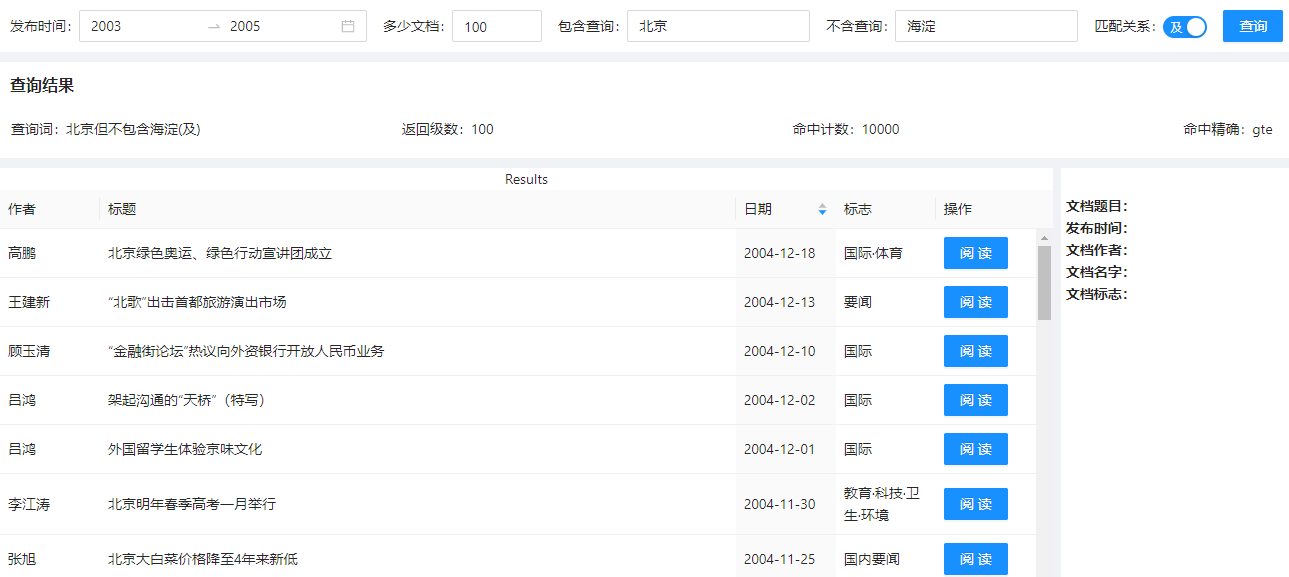 发布时间: 2003 → 2005 多少文档: 100 包含查询: 北京 不含查询: 海淀 匹配关系: 及 查询
查询结果
查询词: 北京但不包含海淀(及) 返回级数: 100 命中计数: 10000 命中精确: gte
Results
作者 标题 日期 标志 操作
高鹏 北京绿色奥运、绿色行动宣讲团成立 2004-12-18 国际·体育 阅 读
王建新 “北歌”出击首都旅游演出市场 2004-12-13 要闻 阅 读
顾玉清 “金融街论坛”热议向外资银行开放人民币业务 2004-12-10 国际 阅 读
吕鸿 架起沟通的“天桥”（特写） 2004-12-02 国际 阅 读
吕鸿 外国留学生体验京味文化 2004-12-01 国际 阅 读
李江涛 北京明年春季高考一月举行 2004-11-30 教育·科技·卫
生·环境 阅 读
张旭 北京大白菜价格降至4年来新低 2004-11-25 国内要闻 阅 读
文档题目:
发布时间:
文档作者:
文档名字:
文档标志: